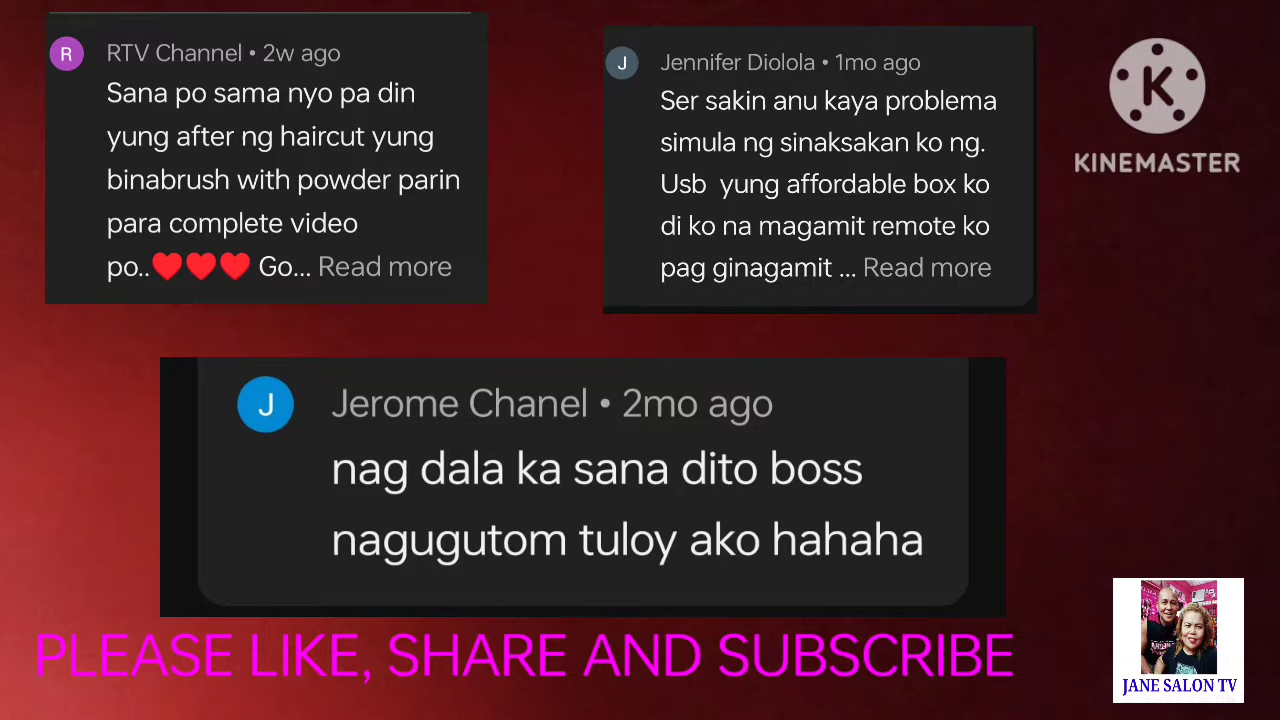 R
RTV Channel • 2w ago
Sana po sama nyo pa din
yung after ng haircut yung
binabrush with powder parin
para complete video
po..❤️❤️❤️ Go... Read more
J
Jennifer Diolola • 1mo ago
Ser sakin anu kaya problema
simula ng sinaksakan ko ng.
Usb  yung affordable box ko
di ko na magamit remote ko
pag ginagamit ... Read more
K
KINEMASTER
J
Jerome Chanel • 2mo ago
nag dala ka sana dito boss
nagugutom tuloy ako hahaha
PLEASE LIKE, SHARE AND SUBSCRIBE
JANE SALON TV